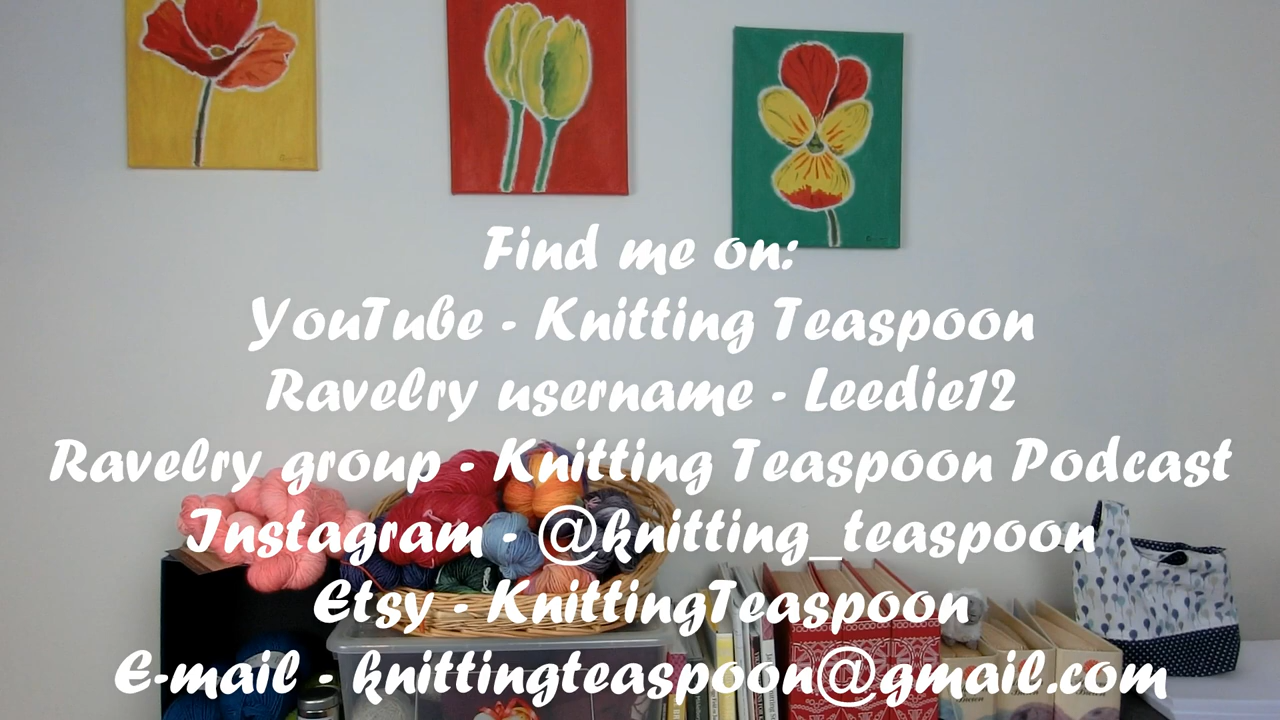 Find me on:
YouTube - Knitting Teaspoon
Ravelry username - Leedie12
Ravelry group - Knitting Teaspoon Podcast
Instagram - @knitting_teaspoon
Etsy - KnittingTeaspoon
E-mail - knittingteaspoon@gmail.com